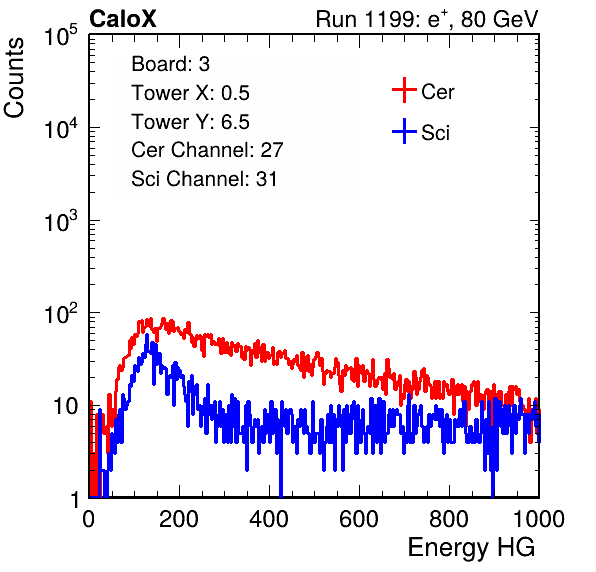 CaloX Run 1199: e⁺, 80 GeV
Counts
Board: 3
Tower X: 0.5
Tower Y: 6.5
Cer Channel: 27
Sci Channel: 31
Cer
Sci
10⁵
10⁴
10³
10²
10
1
0 200 400 600 800 1000
Energy HG